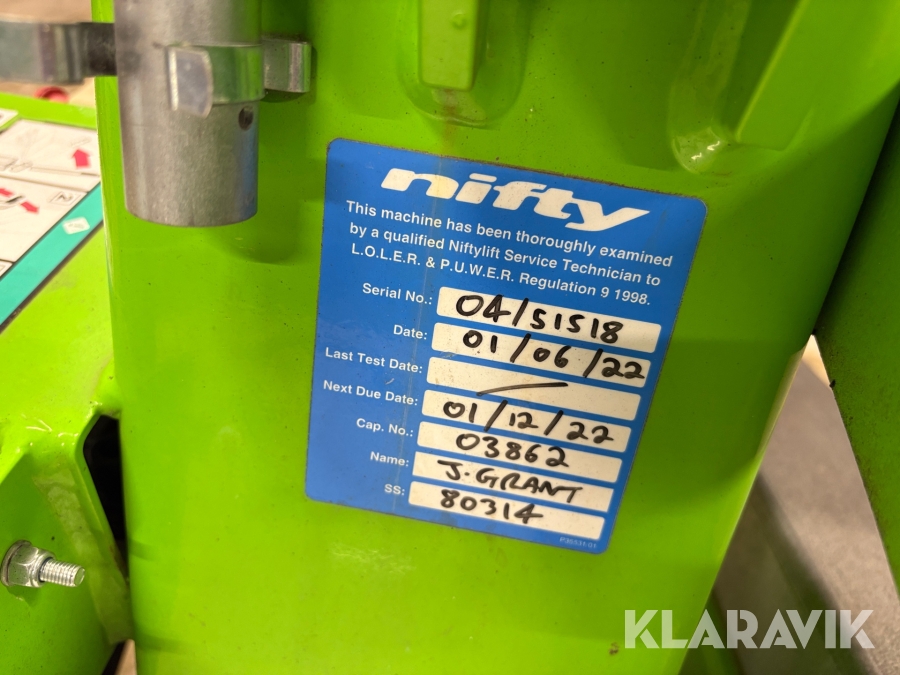 nifty
This machine has been thoroughly examined
by a qualified Niftylift Service Technician to
L.O.L.E.R. & P.U.W.E.R. Regulation 9 1998.
Serial No.: 04/51518
Date: 01/06/22
Last Test Date: /
Next Due Date: 01/12/22
Cap. No.: 03862
Name: J. GRANT
SS: 80314
KLARAVIK